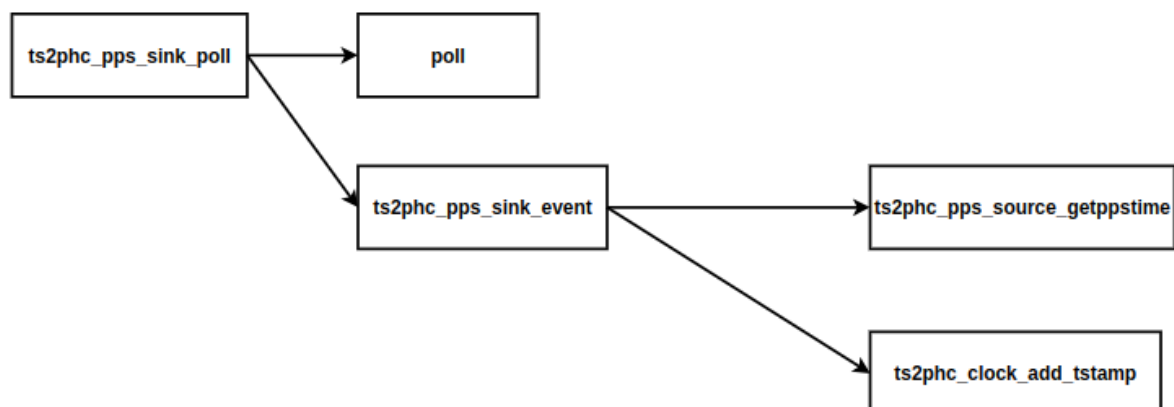 ts2phc_pps_sink_poll
poll
ts2phc_pps_sink_event
ts2phc_pps_source_getppstime
ts2phc_clock_add_tstamp